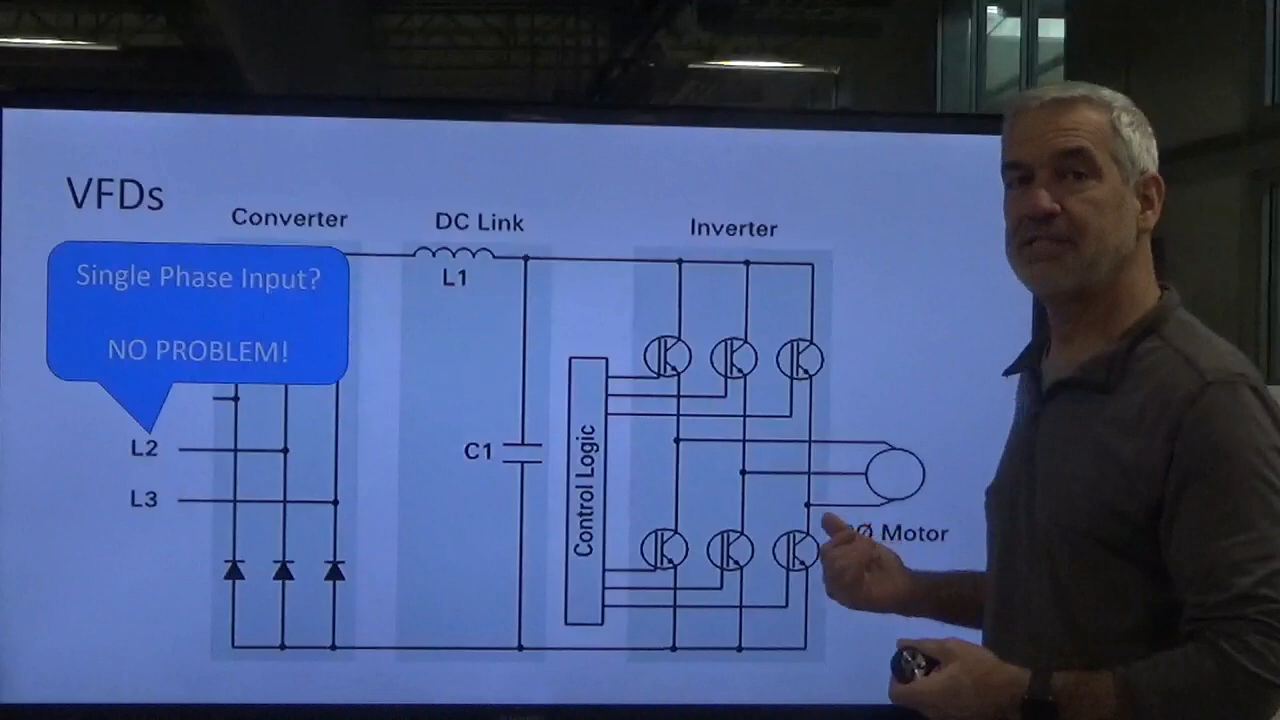 VFDs
Converter
DC Link
Inverter
Single Phase Input?
NO PROBLEM!
L1
L2
L3
C1
Control Logic
Ø Motor